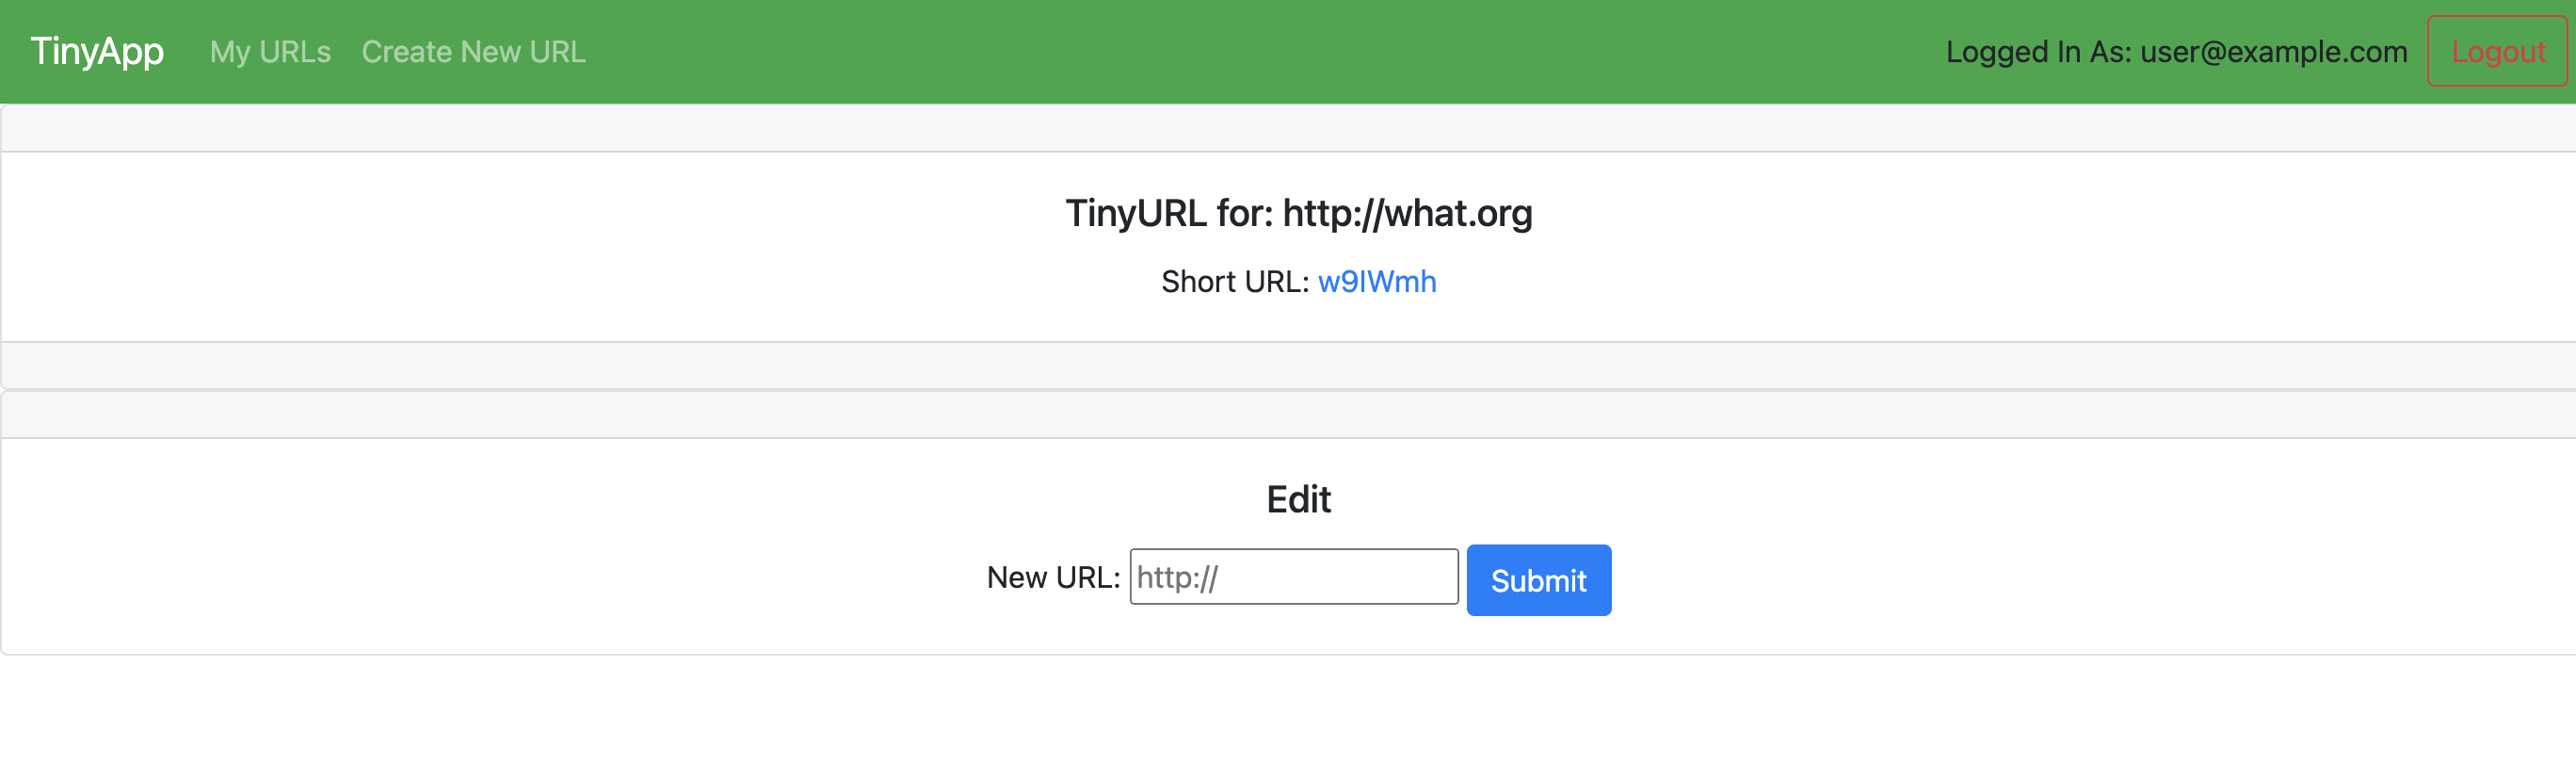 TinyApp My URLs Create New URL Logged In As: user@example.com Logout
TinyURL for: http://what.org
Short URL: w9IWmh
Edit
New URL: http:// Submit